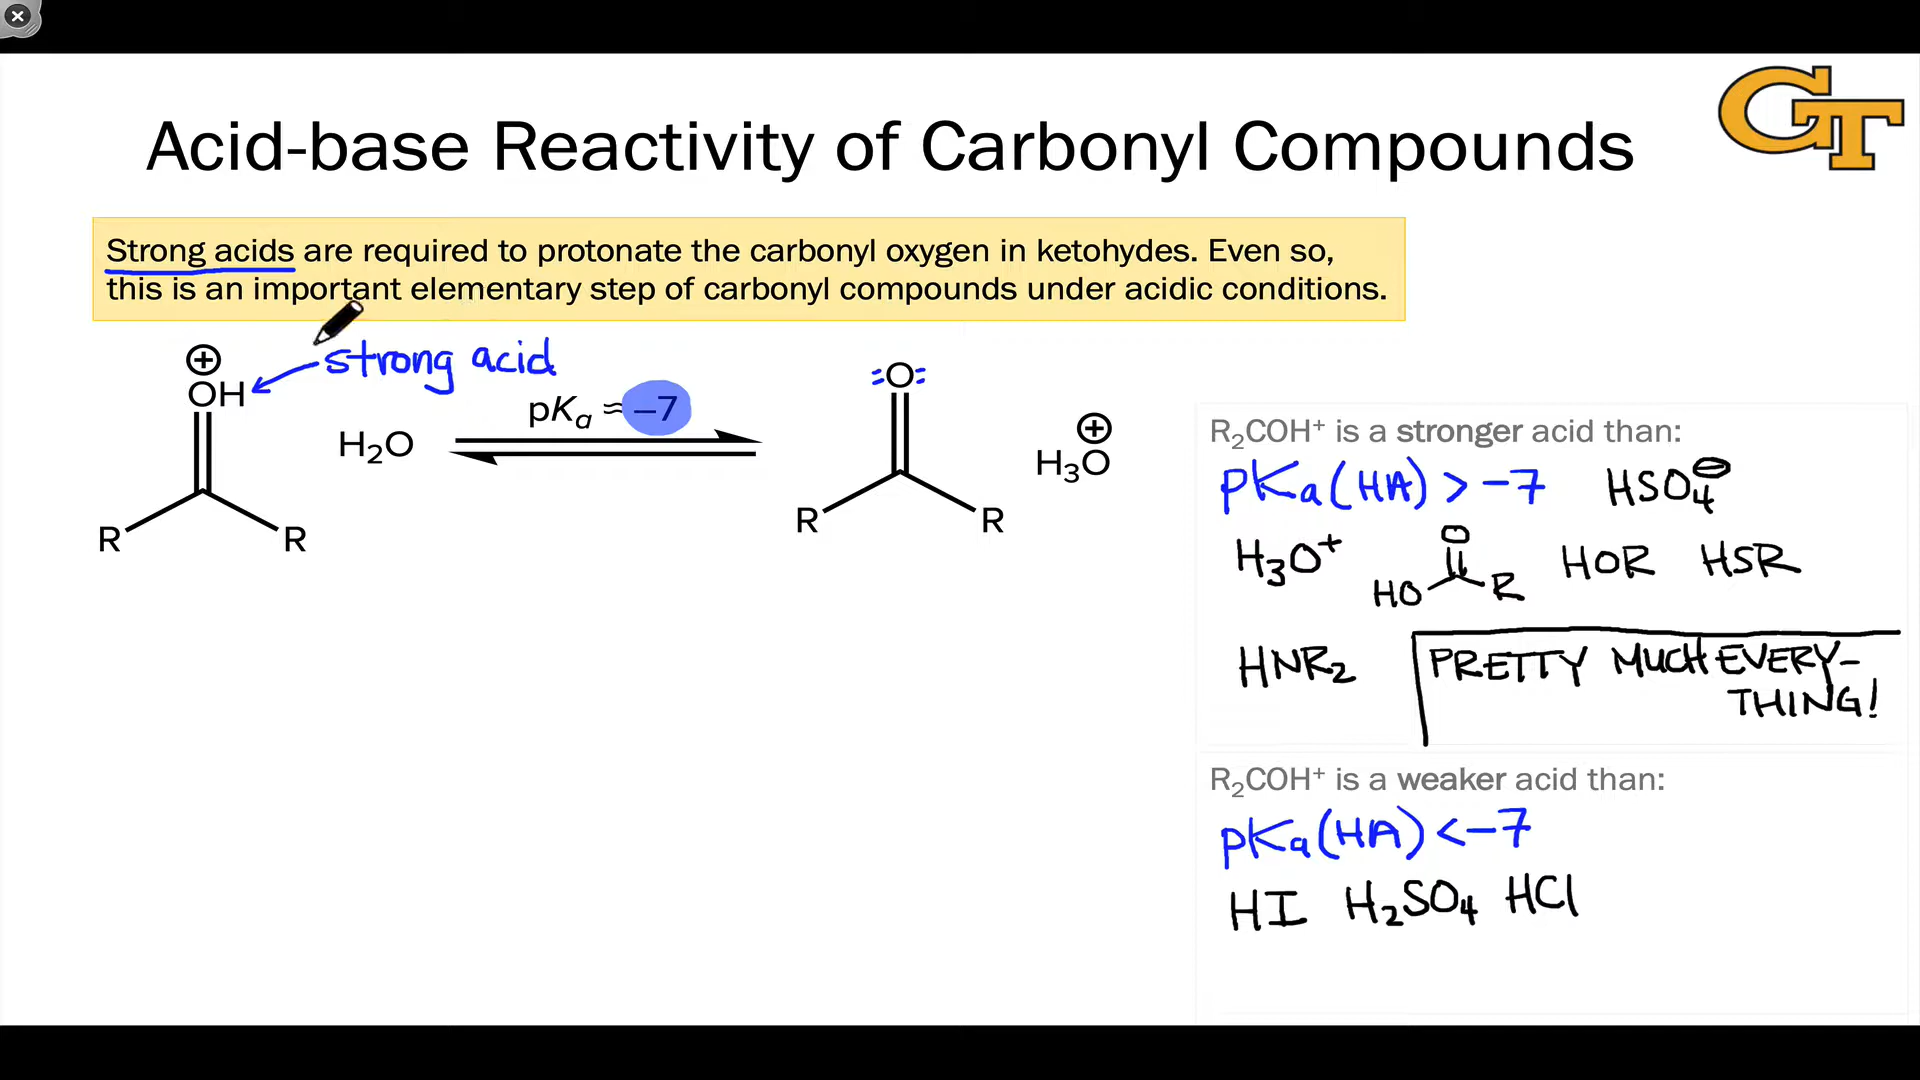 GT
Acid-base Reactivity of Carbonyl Compounds
Strong acids are required to protonate the carbonyl oxygen in ketohydes. Even so,
this is an important elementary step of carbonyl compounds under acidic conditions.
⊕
OH
strong acid
R
R
H₂O
pKₐ ≈ –7
:O:
R
R
⊕
H₃O
R₂COH⁺ is a stronger acid than:
pKₐ(HA) > -7 HSO₄⊖
H₃O⁺
O
HO R
HOR HSR
HNR₂
PRETTY MUCH EVERY-
THING!
R₂COH⁺ is a weaker acid than:
pKₐ(HA) < -7
HI H₂SO₄ HCl